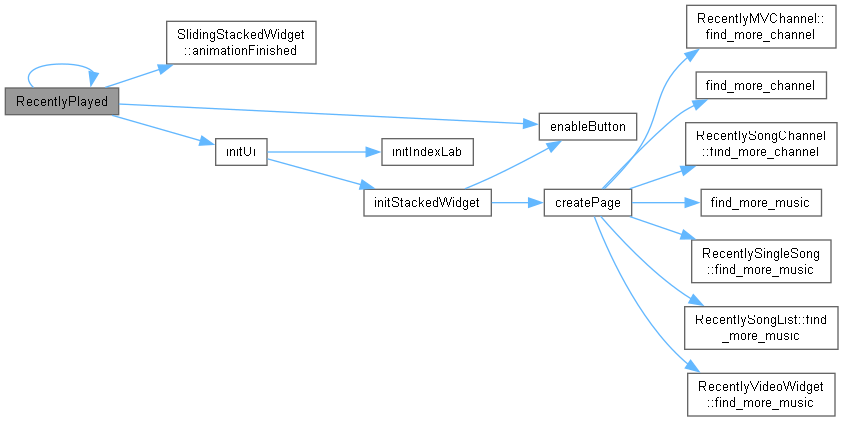 RecentlyPlayed
SlidingStackedWidget
::animationFinished
enableButton
initUi
initIndexLab
initStackedWidget
createPage
RecentlyMVChannel::
find_more_channel
find_more_channel
RecentlySongChannel
::find_more_channel
find_more_music
RecentlySingleSong
::find_more_music
RecentlySongList::find
_more_music
RecentlyVideoWidget
::find_more_music